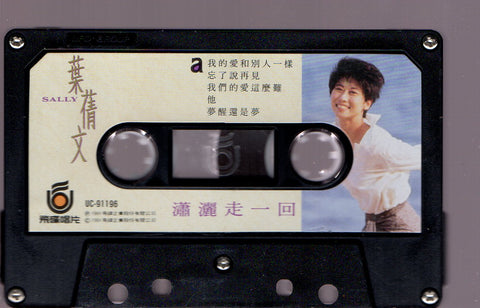 葉蒨文
SALLY
a
我的愛和別人一樣
忘了說再見
我們的愛這麼難
他
夢醒還是夢
瀟灑走一回
飛碟唱片
UC-91196